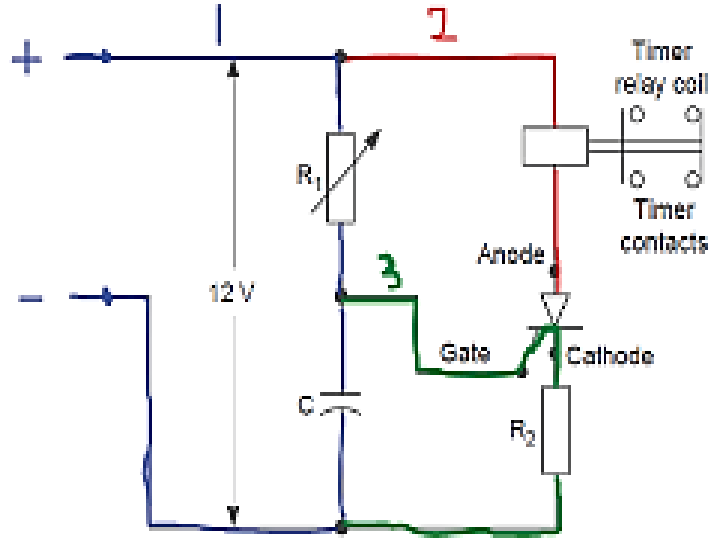 1
2
+
Timer
relay coil
R1
Timer
contacts
Anode
3
-
12 V
Gate
Cathode
C
R2